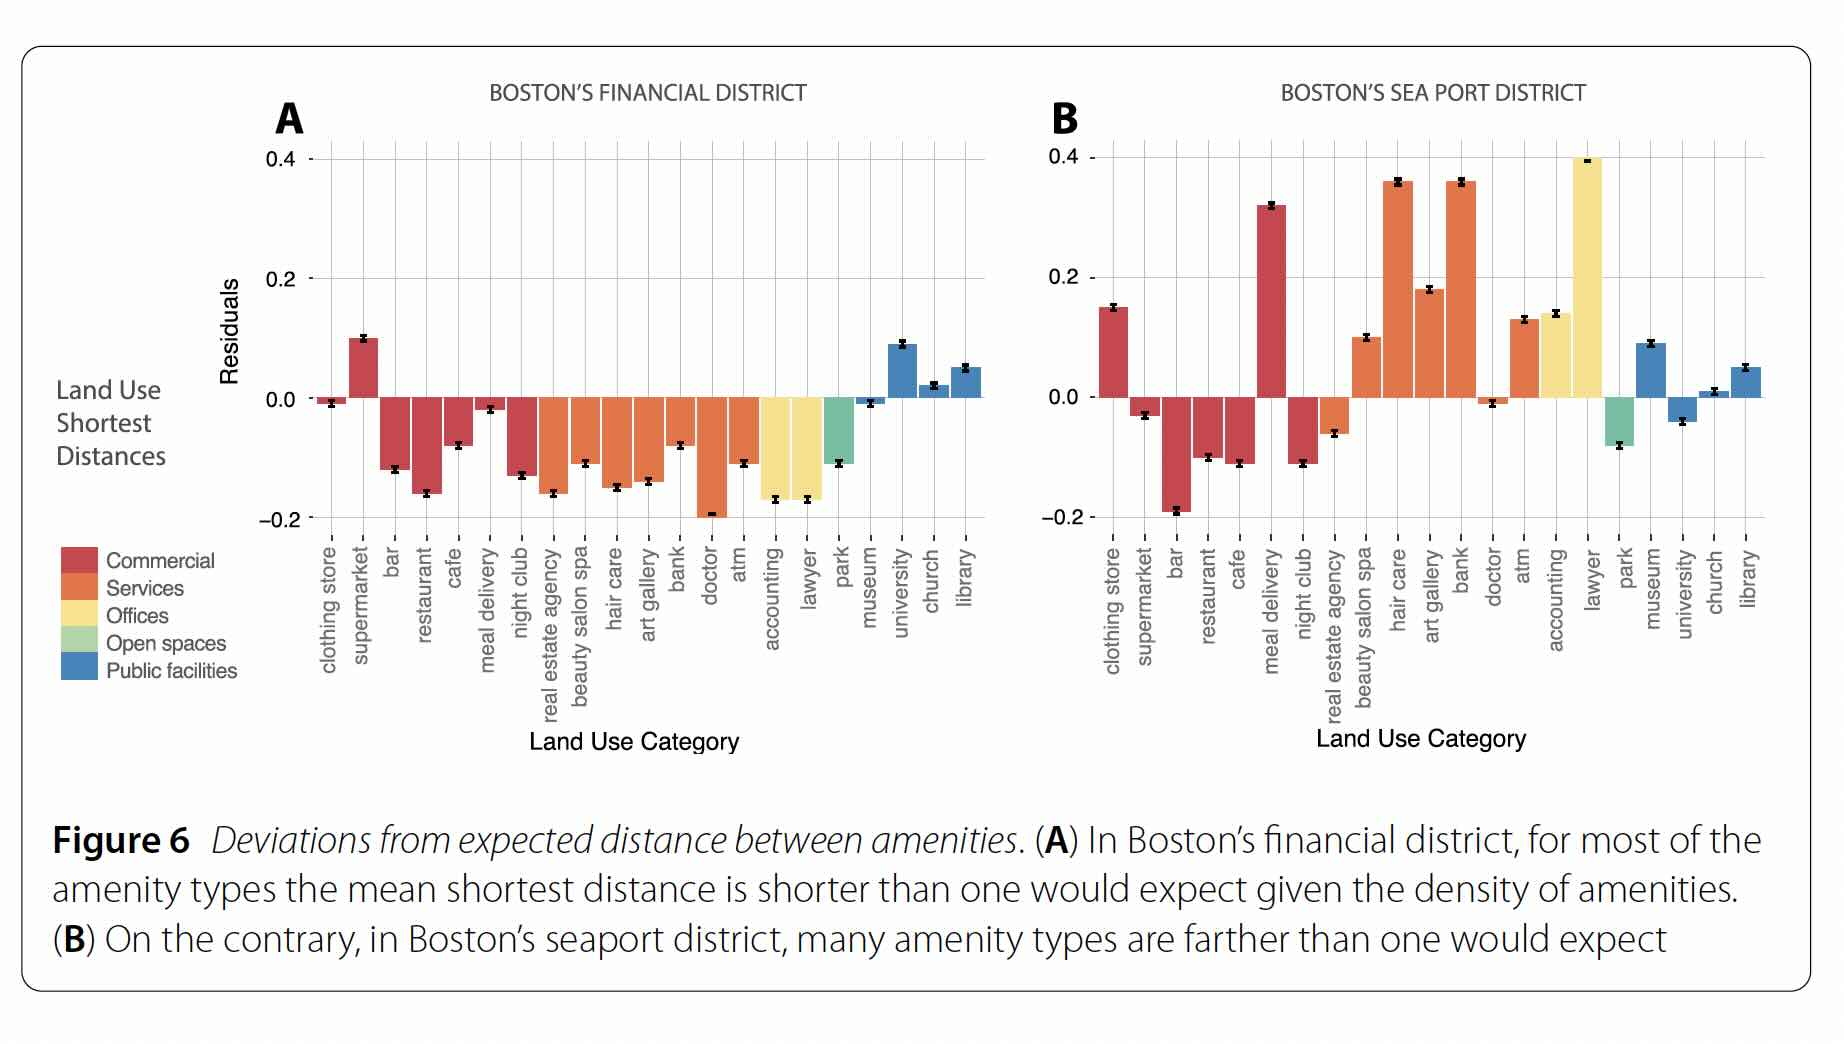 BOSTON'S FINANCIAL DISTRICT
A
0.4
0.2
0.0
−0.2
Residuals
clothing store
supermarket
bar
restaurant
cafe
meal delivery
night club
real estate agency
beauty salon spa
hair care
art gallery
bank
doctor
atm
accounting
lawyer
park
museum
university
church
library
Land Use Category
BOSTON'S SEA PORT DISTRICT
B
0.4
0.2
0.0
−0.2
clothing store
supermarket
bar
restaurant
cafe
meal delivery
night club
real estate agency
beauty salon spa
hair care
art gallery
bank
doctor
atm
accounting
lawyer
park
museum
university
church
library
Land Use Category
Land Use
Shortest
Distances
Commercial
Services
Offices
Open spaces
Public facilities
Figure 6 Deviations from expected distance between amenities. (A) In Boston's financial district, for most of the
amenity types the mean shortest distance is shorter than one would expect given the density of amenities.
(B) On the contrary, in Boston's seaport district, many amenity types are farther than one would expect